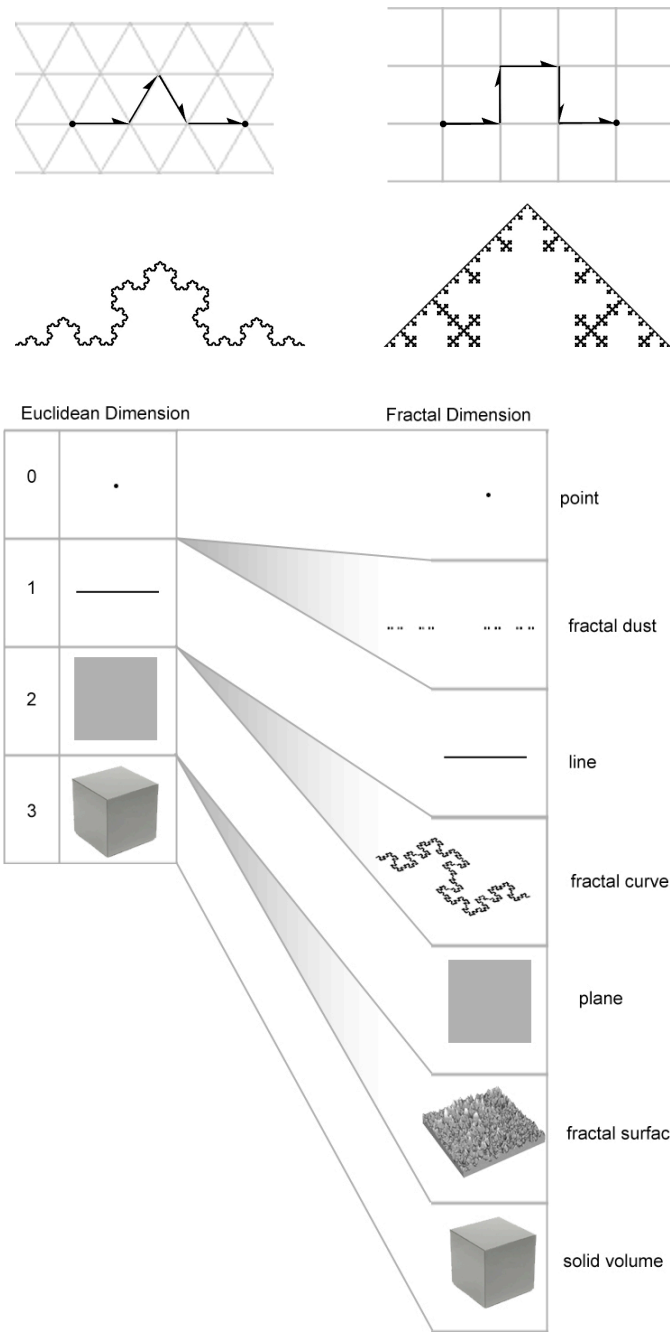 Euclidean Dimension
Fractal Dimension
0
point
1
fractal dust
2
line
3
fractal curve
plane
fractal surfac
solid volume